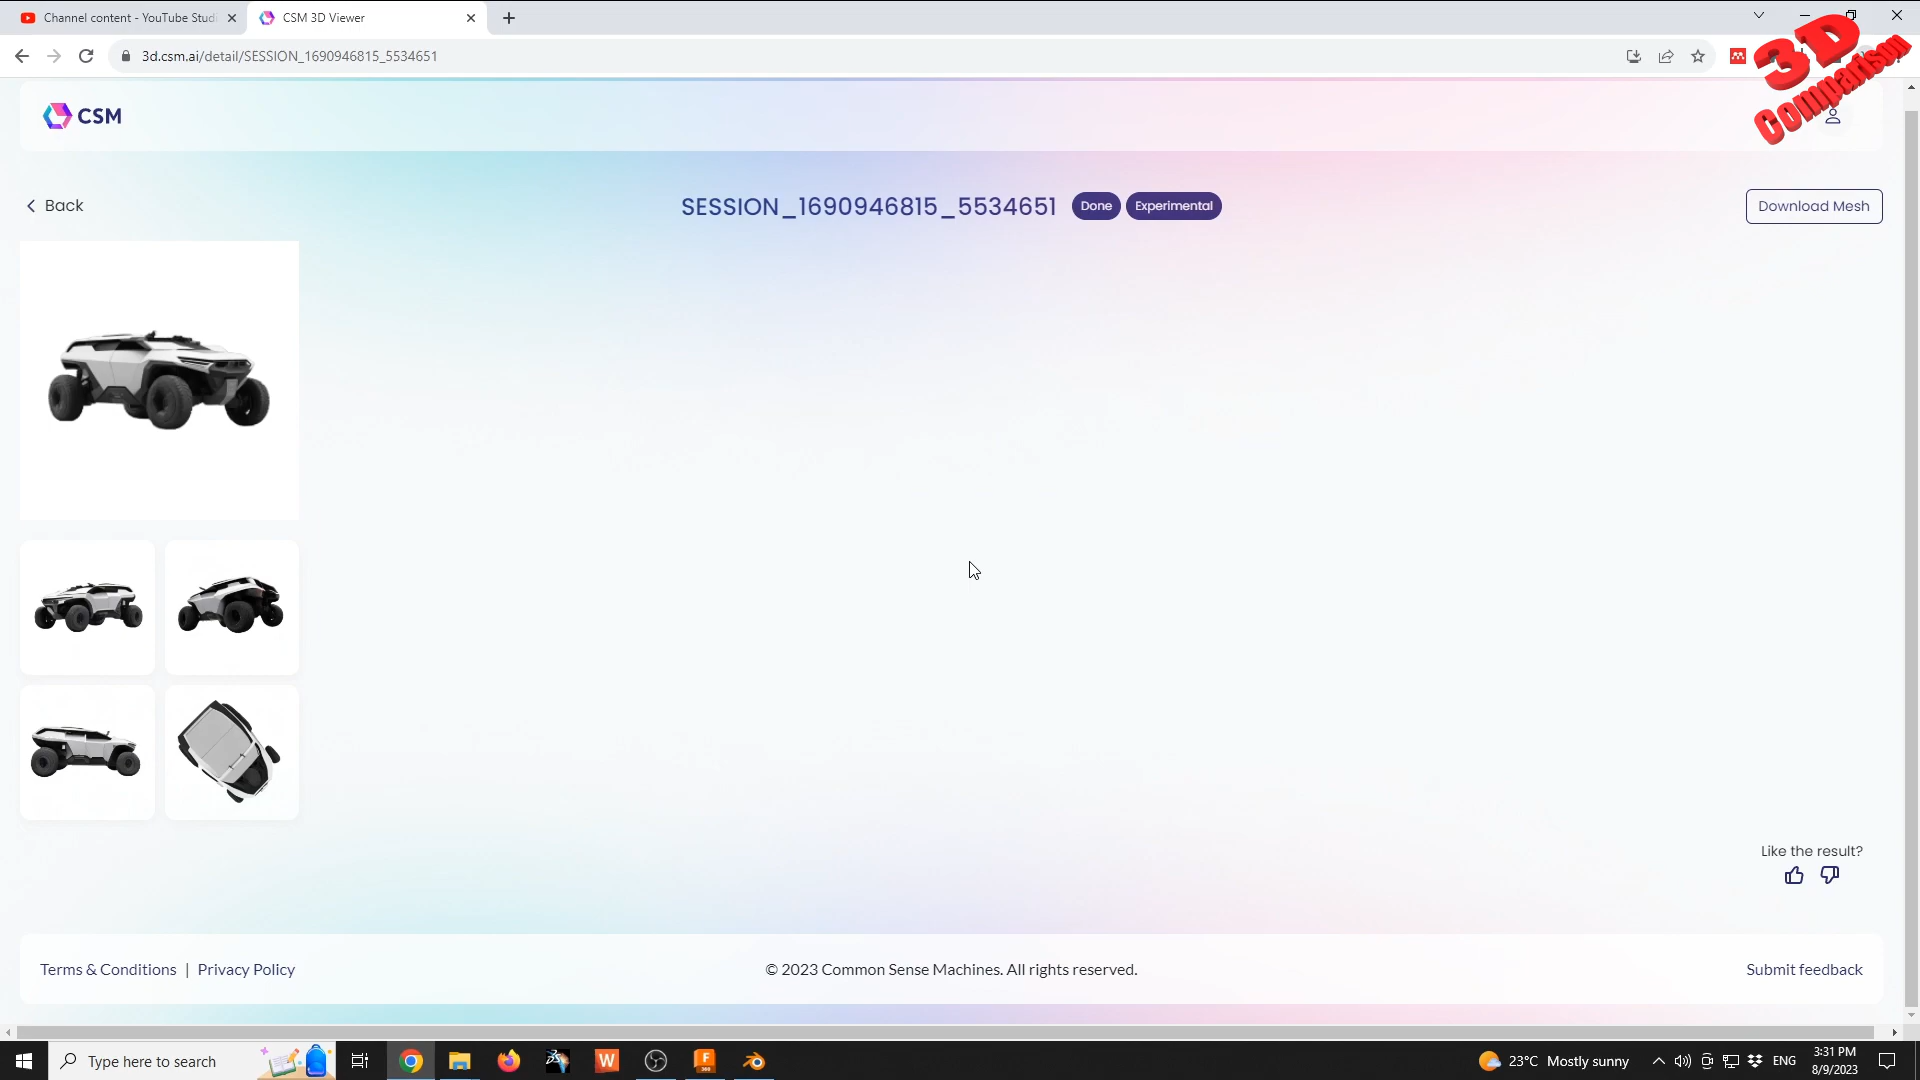 Channel content - YouTube Studi
CSM 3D Viewer
3d.csm.ai/detail/SESSION_1690946815_5534651
3D
Comparison
CSM
Back
SESSION_1690946815_5534651
Done
Experimental
Download Mesh
Like the result?
Terms & Conditions | Privacy Policy
© 2023 Common Sense Machines. All rights reserved.
Submit feedback
Type here to search
W
F
360
23°C Mostly sunny
ENG
3:31 PM
8/9/2023